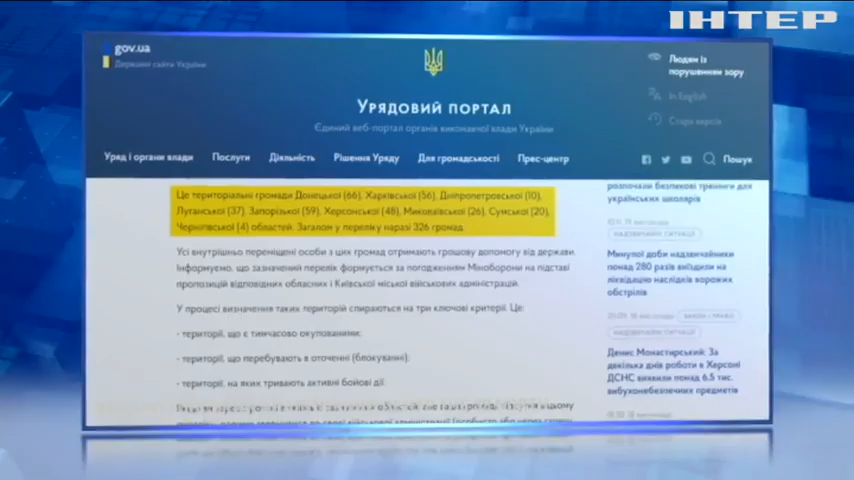 ІНТЕР
gov.ua
Державні сайти України
Людям із
порушенням зору
In English
Стара версія
Урядовий портал
Єдиний веб-портал органів виконавчої влади України
Уряд і органи влади Послуги Діяльність Рішення Уряду Для громадськості Прес-центр Пошук
Це територіальні громади Донецької (66), Харківської (56), Дніпропетровської (10),
Луганської (37), Запорізької (59), Херсонської (48), Миколаївської (26), Сумської (20),
Чернігівської (4) областей. Загалом у переліку наразі 326 громад.
Усі внутрішньо переміщені особи з цих громад отримають грошову допомогу від держави.
Інформуємо, що зазначений перелік формується за погодженням Міноборони на підставі
пропозицій відповідних обласних і Київської міської військових адміністрацій.
У процесі визначення таких територій спираються на три ключові критерії. Це:
- території, що є тимчасово окупованими;
- території, що перебувають в оточенні (блокуванні);
- території, на яких тривають активні бойові дії.
розпочали безпекові тренінги для
українських школярів
НАДЗВИЧАЙНІ СИТУАЦІЇ
Минулої доби надзвичайники
понад 280 разів виїздили на
ліквідацію наслідків ворожих
обстрілів
НАДЗВИЧАЙНІ СИТУАЦІЇ
Денис Монастирський: За
декілька днів роботи в Херсоні
ДСНС виявили понад 6,5 тис.
вибухонебезпечних предметів